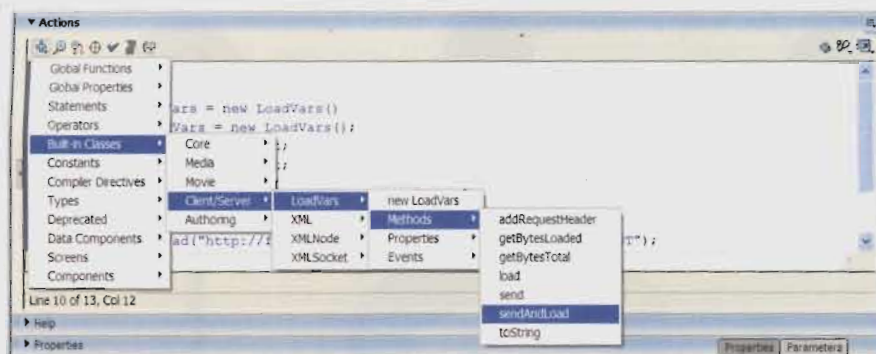 Actions
Global Functions
Global Properties
Statements
Operators
Built-in Classes
Constants
Compiler Directives
Types
Deprecated
Data Components
Screens
Components
ars = new LoadVars()
Vars = new LoadVars();
Core
Media
Movie
Client/Server
Authoring
LoadVars
XML
XMLNode
XMLSocket
new LoadVars
Methods
Properties
Events
addRequestHeader
getBytesLoaded
getBytesTotal
load
send
sendAndLoad
toString
ad("http://f
T");
Line 10 of 13, Col 12
Help
Properties
Properties Parameters